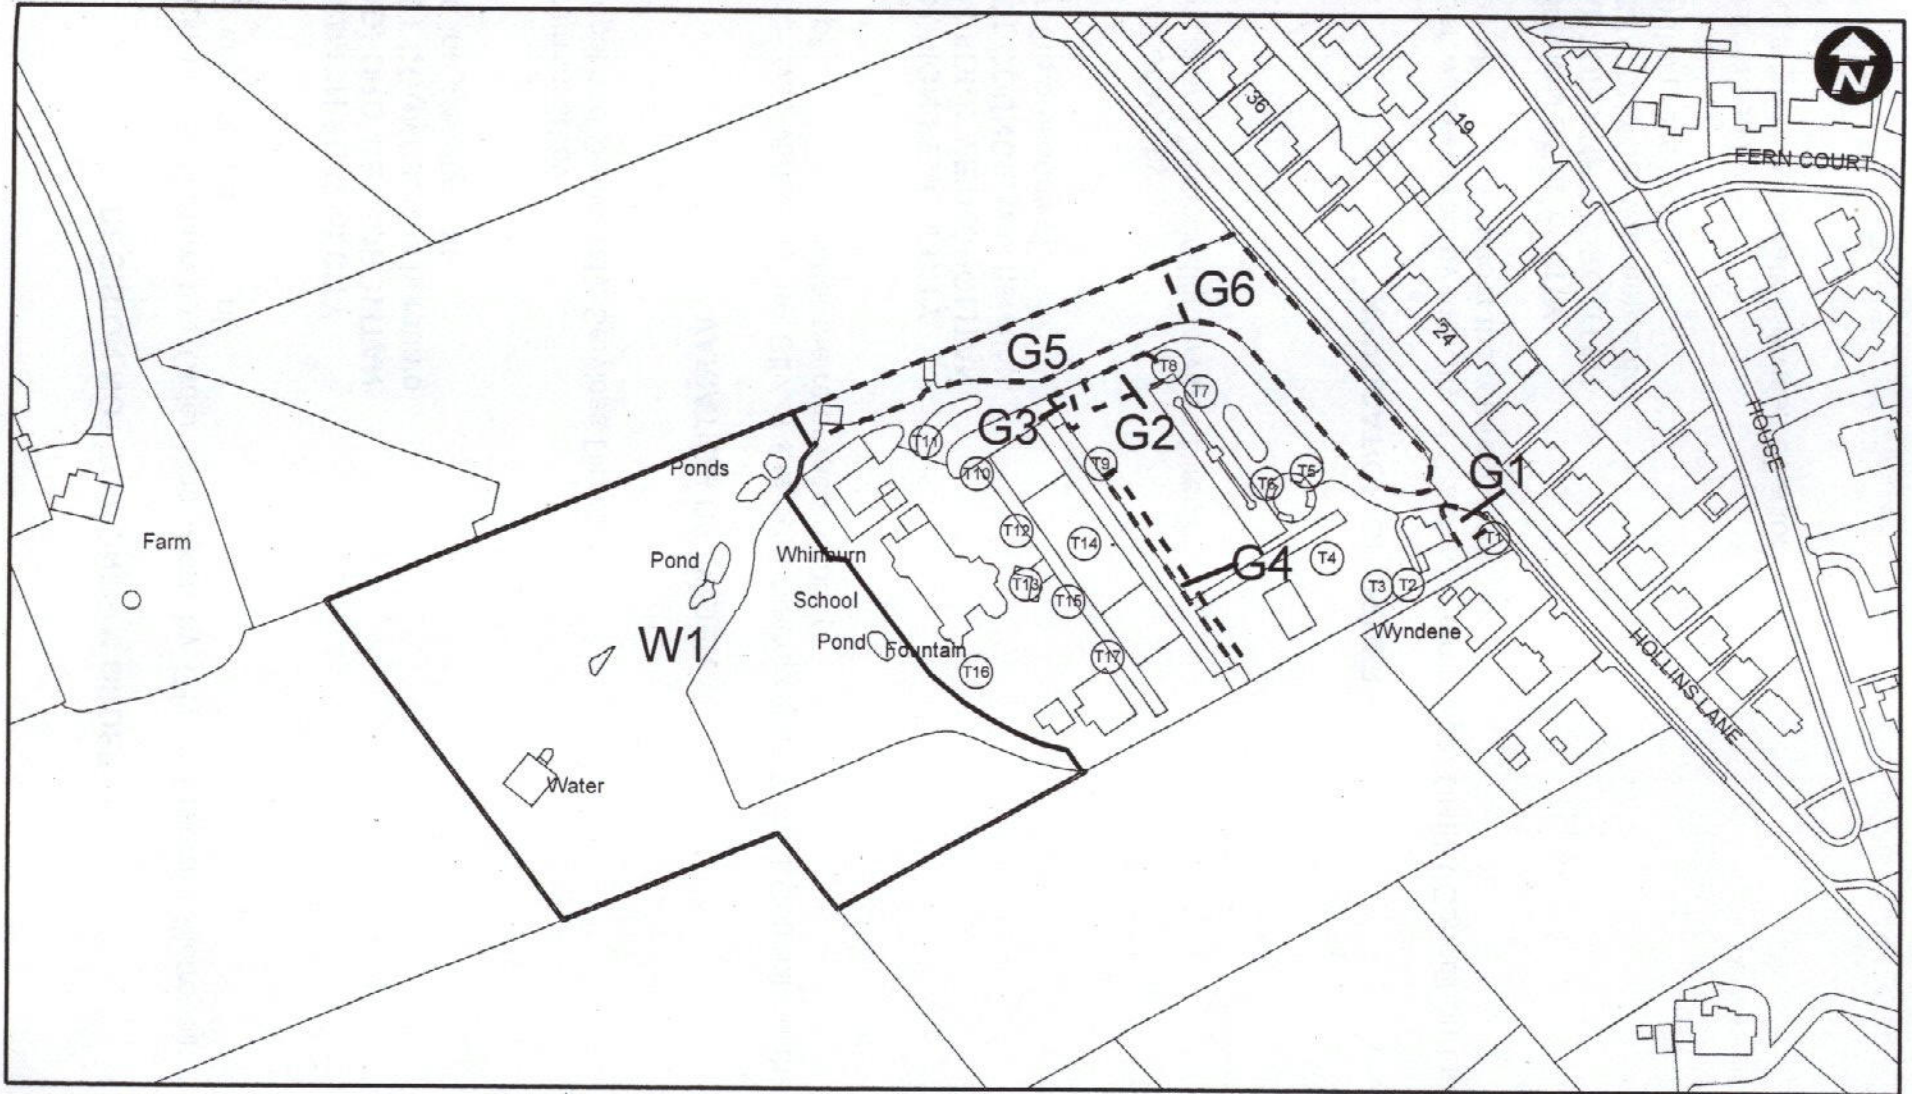 N
36
19
FERN COURT
G6
24
G5
T8
T7
HOUSE
G3
G2
T11
T10
T9
T6
T5
G1
Ponds
Farm
T12
T14
T1
Pond
Whinburn
G4
T4
T13
T3
T2
School
T15
Wyndene
W1
Pond
Fountain
T16
T17
HOLLINS LANE
Water